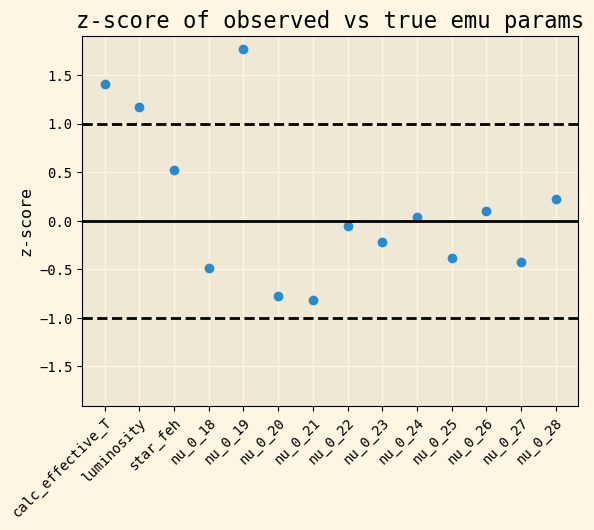 z-score of observed vs true emu params
z-score
1.5
1.0
0.5
0.0
−0.5
−1.0
−1.5
calc_effective_T
luminosity
star_feh
nu_0_18
nu_0_19
nu_0_20
nu_0_21
nu_0_22
nu_0_23
nu_0_24
nu_0_25
nu_0_26
nu_0_27
nu_0_28